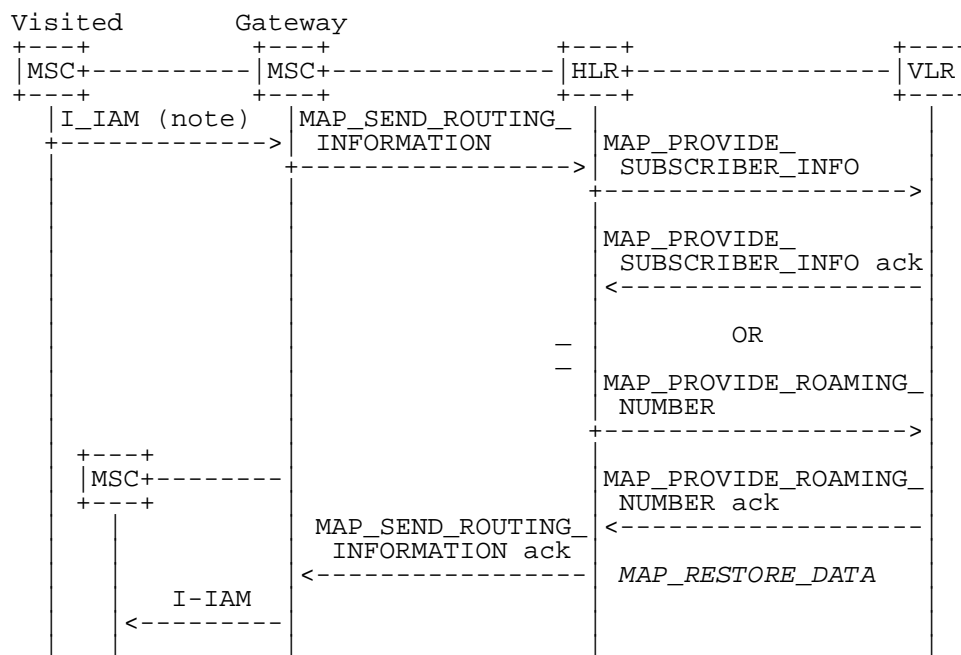 Visited Gateway
MSC MSC HLR VLR
I_IAM (note) MAP_SEND_ROUTING_
INFORMATION MAP_PROVIDE_
SUBSCRIBER_INFO
MAP_PROVIDE_
SUBSCRIBER_INFO ack
OR
MAP_PROVIDE_ROAMING_
NUMBER
MSC MAP_PROVIDE_ROAMING_
NUMBER ack
MAP_SEND_ROUTING_
INFORMATION ack
MAP_RESTORE_DATA
I-IAM